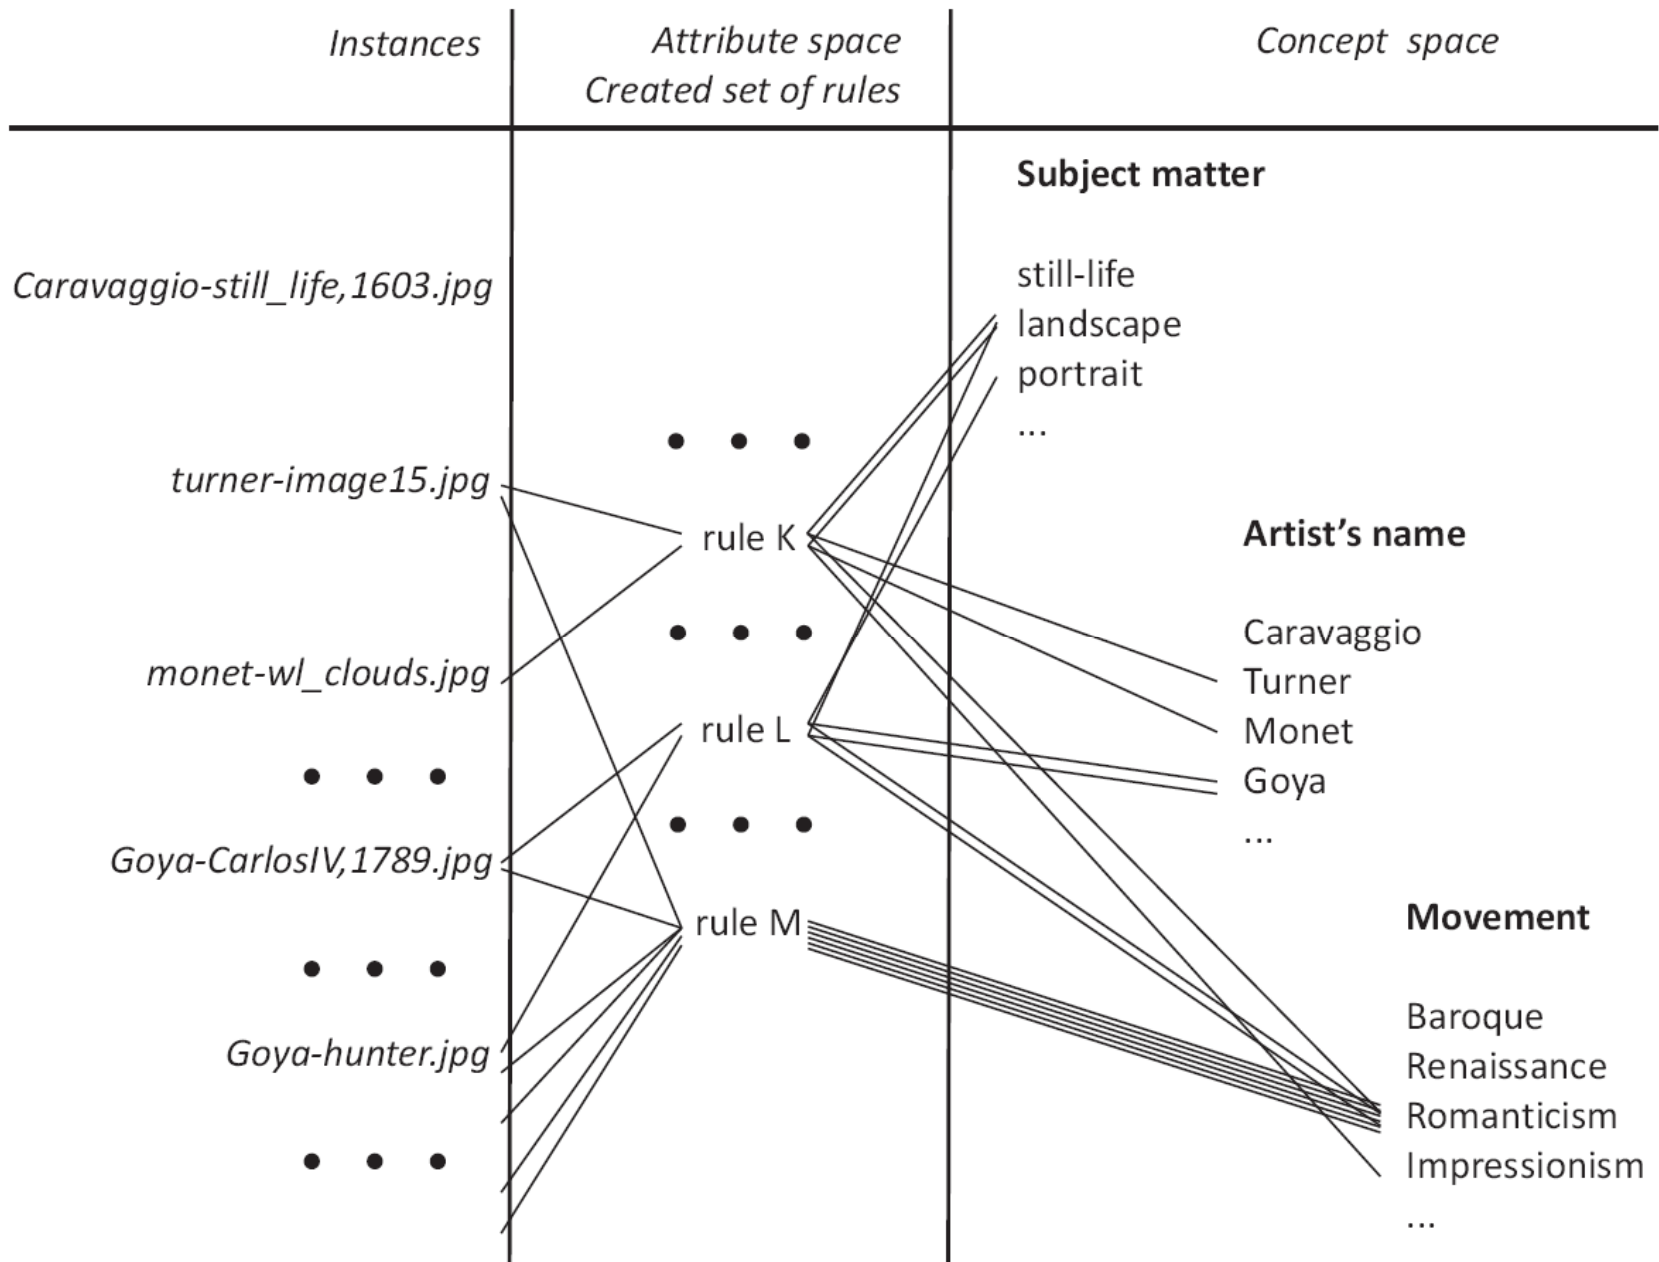 Instances
Attribute space
Created set of rules
Concept space
Subject matter
still-life
landscape
portrait
...
Caravaggio-still_life,1603.jpg
turner-image15.jpg
monet-wl_clouds.jpg
Goya-CarlosIV,1789.jpg
Goya-hunter.jpg
rule K
rule L
rule M
Artist’s name
Caravaggio
Turner
Monet
Goya
...
Movement
Baroque
Renaissance
Romanticism
Impressionism
...